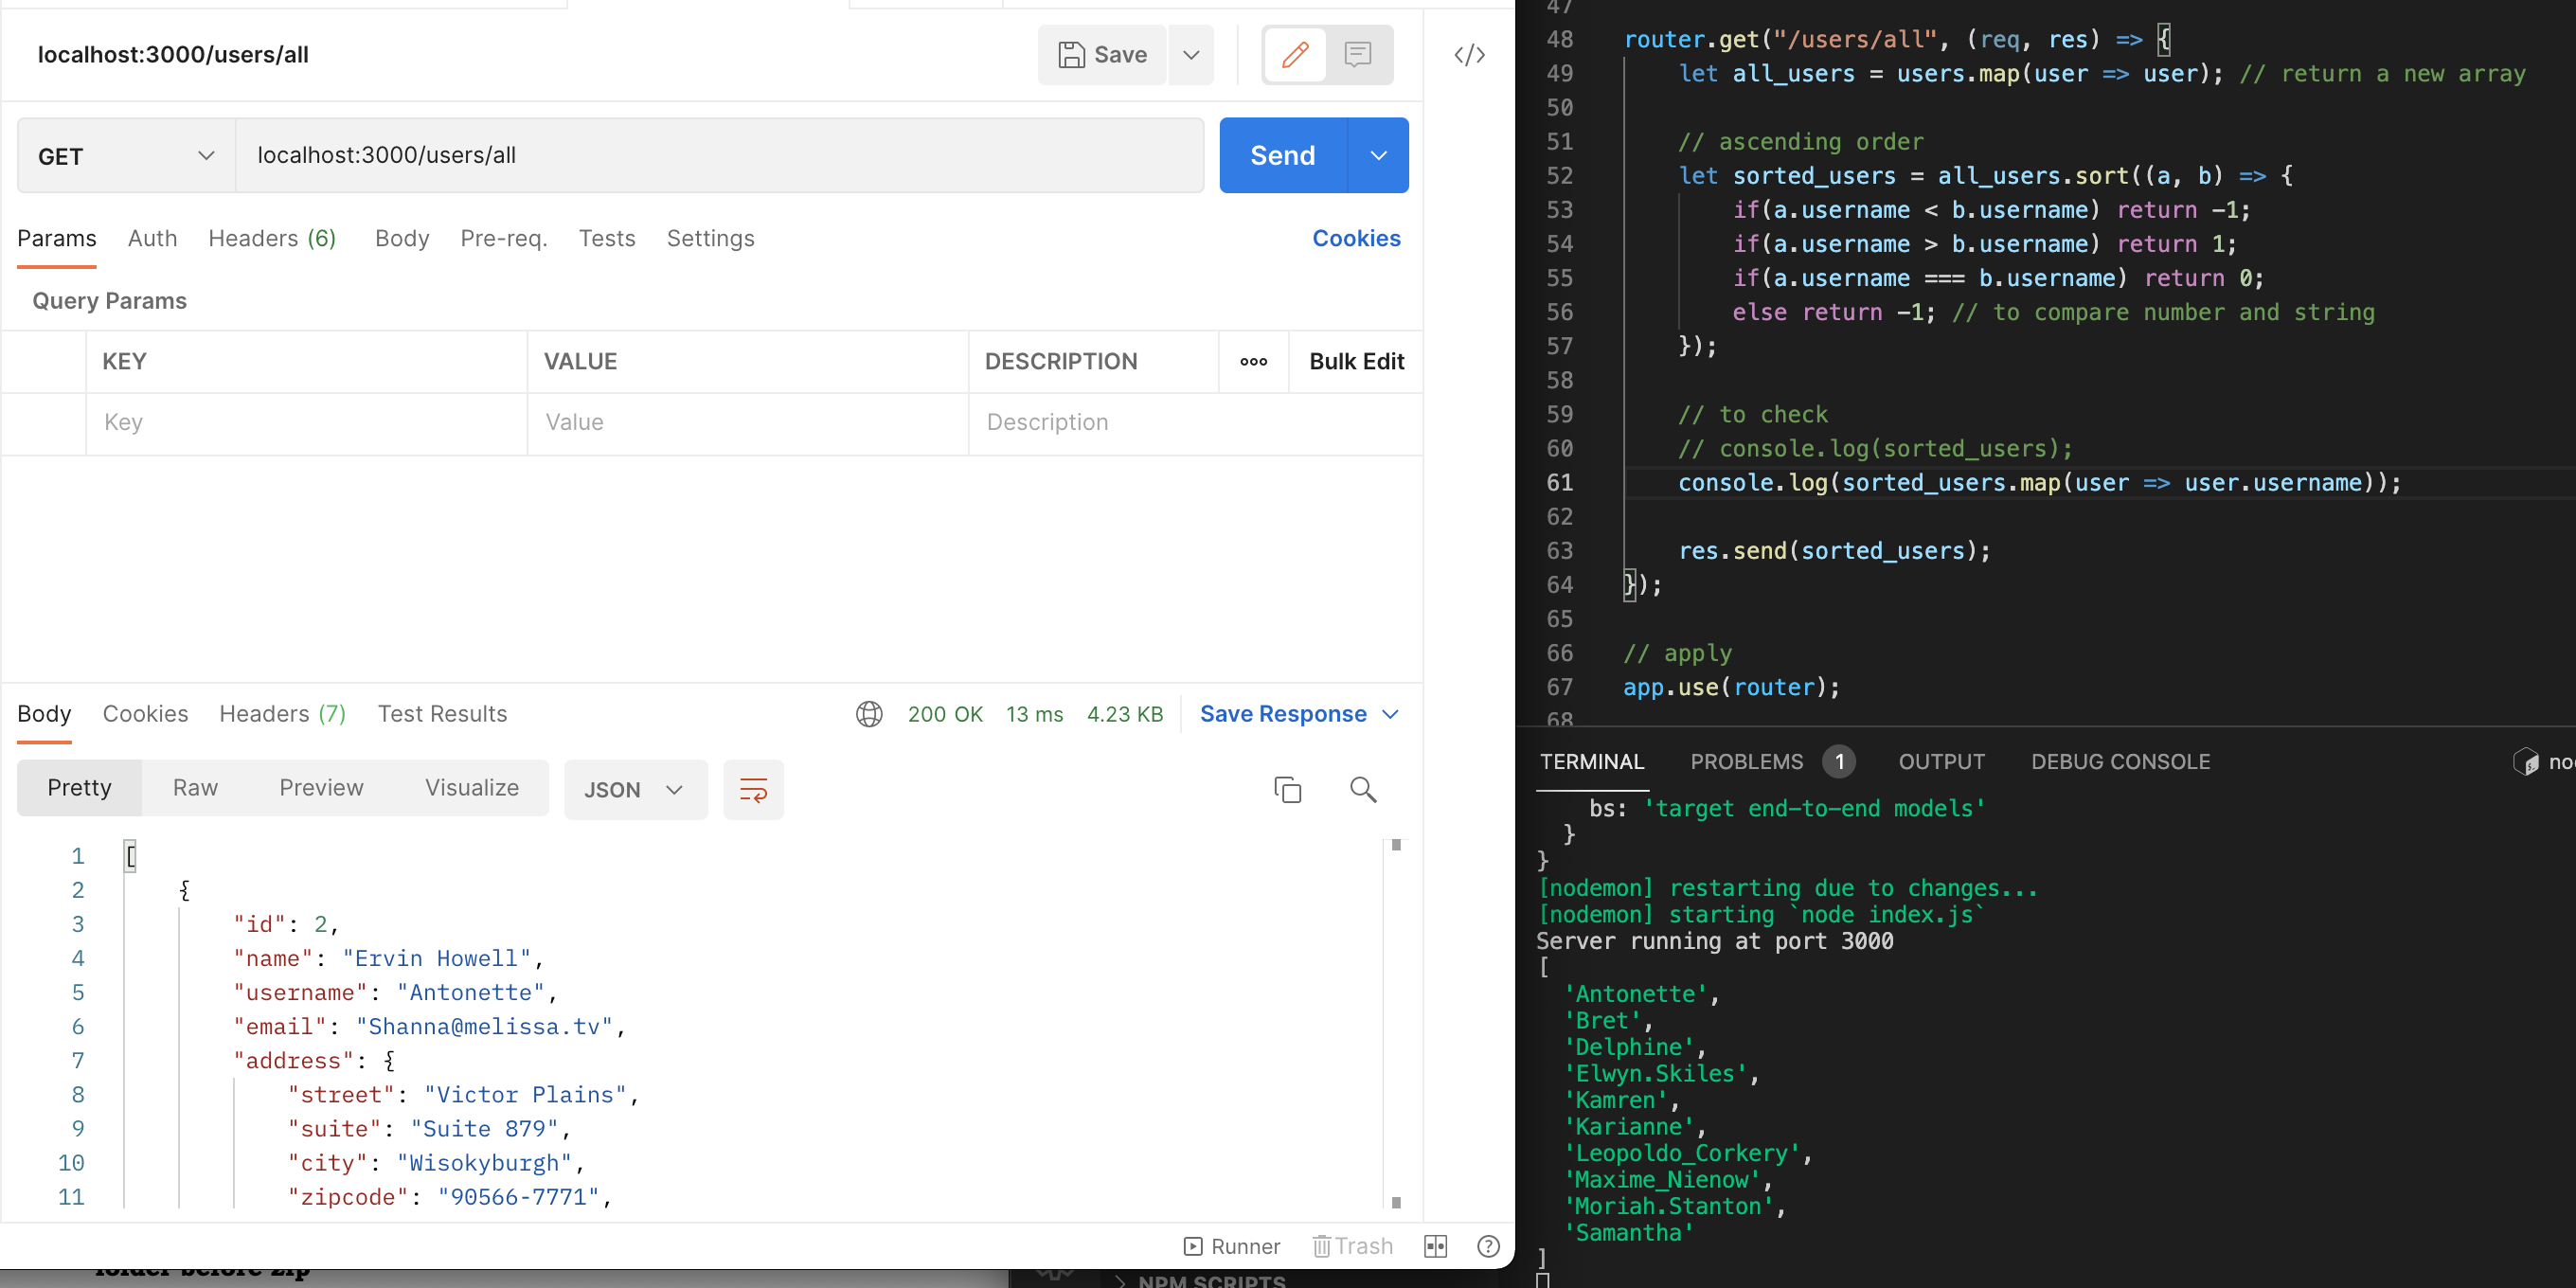 localhost:3000/users/all
Save
GET
localhost:3000/users/all
Send
Params Auth Headers (6) Body Pre-req. Tests Settings Cookies
Query Params
KEY VALUE DESCRIPTION ooo Bulk Edit
Key Value Description
Body Cookies Headers (7) Test Results 200 OK 13 ms 4.23 KB Save Response
Pretty Raw Preview Visualize JSON
1 [
2 {
3 "id": 2,
4 "name": "Ervin Howell",
5 "username": "Antonette",
6 "email": "Shanna@melissa.tv",
7 "address": {
8 "street": "Victor Plains",
9 "suite": "Suite 879",
10 "city": "Wisokyburgh",
11 "zipcode": "90566-7771",
Runner Trash
folder before zip
NPM SCRIPTS
47
48 router.get("/users/all", (req, res) => {
49 let all_users = users.map(user => user); // return a new array
50
51 // ascending order
52 let sorted_users = all_users.sort((a, b) => {
53 if(a.username < b.username) return -1;
54 if(a.username > b.username) return 1;
55 if(a.username === b.username) return 0;
56 else return -1; // to compare number and string
57 });
58
59 // to check
60 // console.log(sorted_users);
61 console.log(sorted_users.map(user => user.username));
62
63 res.send(sorted_users);
64 });
65
66 // apply
67 app.use(router);
68
TERMINAL PROBLEMS 1 OUTPUT DEBUG CONSOLE
bs: 'target end-to-end models'
}
}
[nodemon] restarting due to changes...
[nodemon] starting `node index.js`
Server running at port 3000
[
'Antonette',
'Bret',
'Delphine',
'Elwyn.Skiles',
'Kamren',
'Karianne',
'Leopoldo_Corkery',
'Maxime_Nienow',
'Moriah.Stanton',
'Samantha'
]